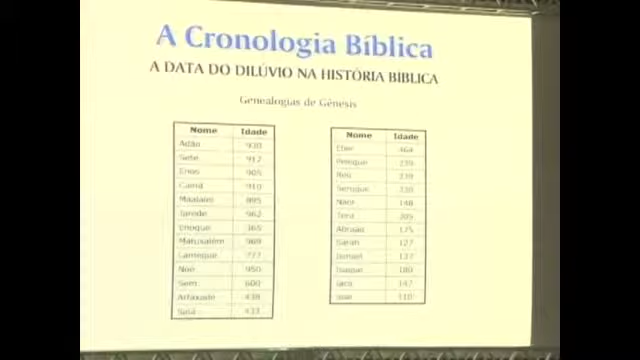 A Cronologia Bíblica
A DATA DO DILÚVIO NA HISTÓRIA BÍBLICA
Genealogias de Gênesis
Nome Idade
Adão 930
Sete 912
Enos 905
Cainã 910
Maalalel 895
Jarede 962
Enoque 365
Matusalém 969
Lameque 777
Noé 950
Sem 600
Arfaxade 438
Salá 433
Nome Idade
Eber 464
Pelegue 239
Reú 239
Serugue 230
Naor 148
Tera 205
Abraão 175
Sarah 127
Ismael 137
Isaque 180
Jacó 147
José 110